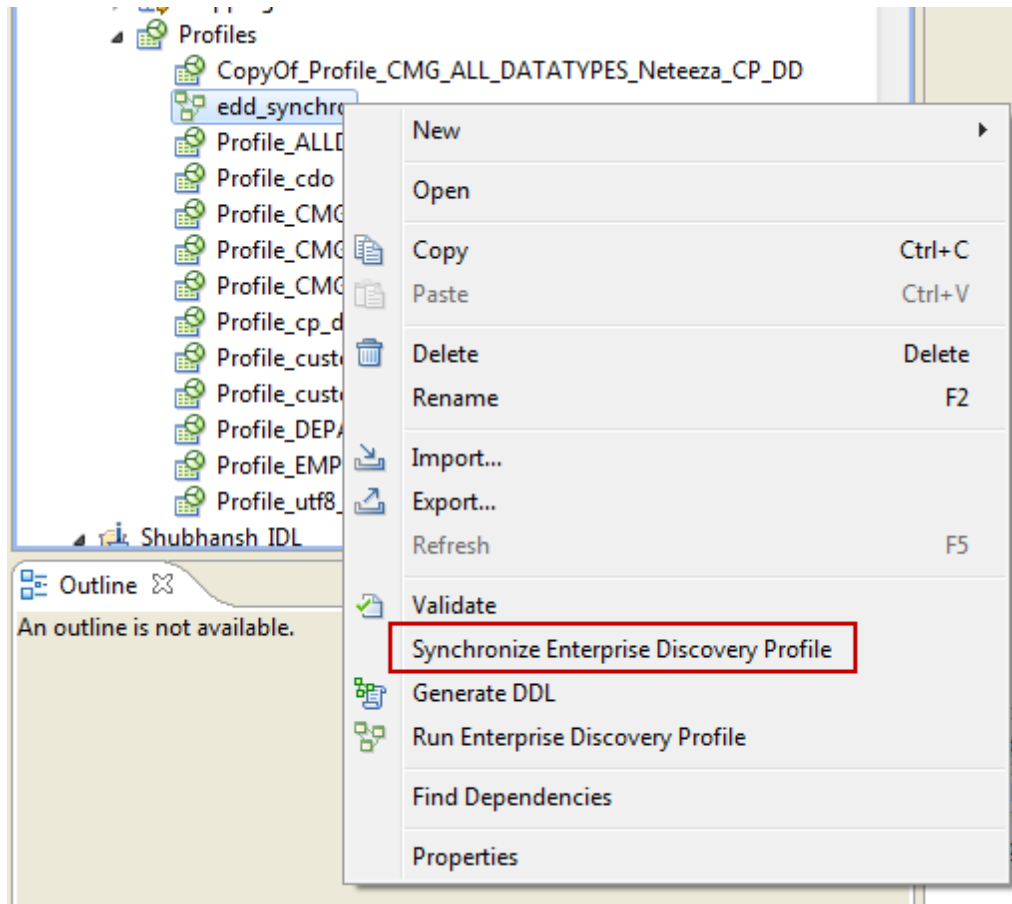 Profiles
CopyOf_Profile_CMG_ALL_DATATYPES_Neteeza_CP_DD
edd_synchro
Profile_ALLD
Profile_cdo
Profile_CMG
Profile_CMG
Profile_CMG
Profile_cp_d
Profile_custo
Profile_custo
Profile_DEPA
Profile_EMP
Profile_utf8_
Shubhansh_IDL
Outline
An outline is not available.
New
Open
Copy Ctrl+C
Paste Ctrl+V
Delete Delete
Rename F2
Import...
Export...
Refresh F5
Validate
Synchronize Enterprise Discovery Profile
Generate DDL
Run Enterprise Discovery Profile
Find Dependencies
Properties